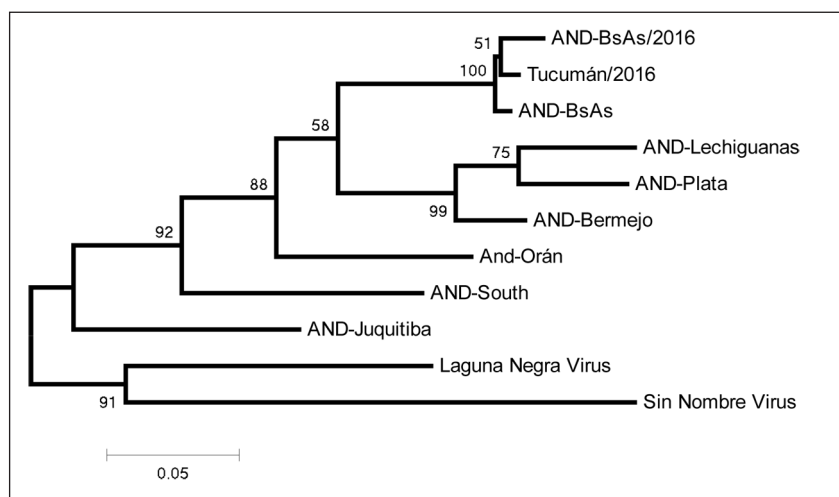 AND-BsAs/2016
51
Tucumán/2016
100
AND-BsAs
58
AND-Lechiguanas
75
AND-Plata
88
99
AND-Bermejo
92
And-Orán
AND-South
AND-Juquitiba
Laguna Negra Virus
91
Sin Nombre Virus
0.05